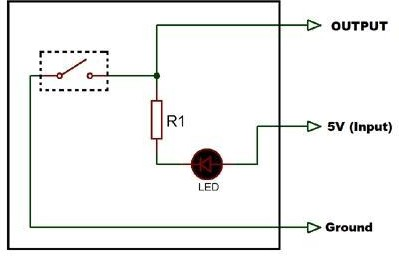 OUTPUT
R1
5V (Input)
LED
Ground